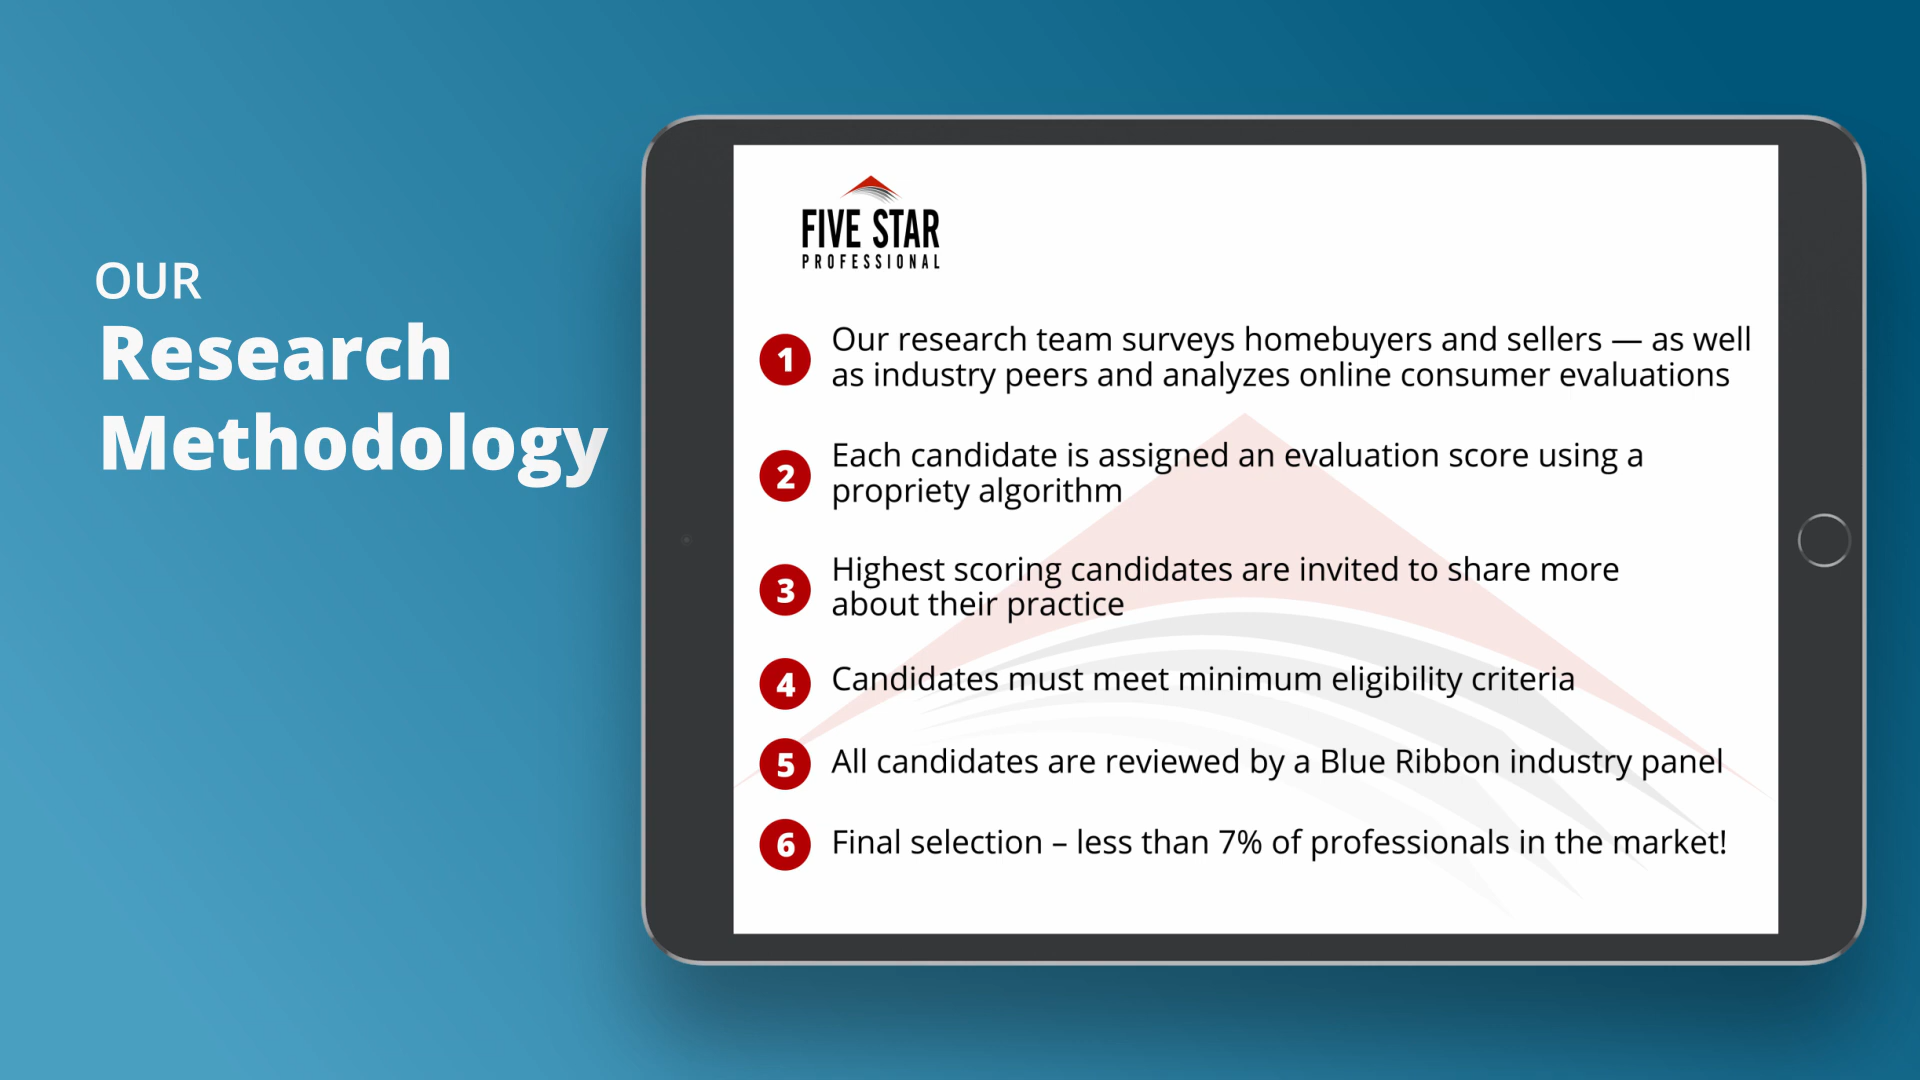 OUR
Research
Methodology
FIVE STAR
PROFESSIONAL
1 Our research team surveys homebuyers and sellers — as well
as industry peers and analyzes online consumer evaluations
2 Each candidate is assigned an evaluation score using a
propriety algorithm
3 Highest scoring candidates are invited to share more
about their practice
4 Candidates must meet minimum eligibility criteria
5 All candidates are reviewed by a Blue Ribbon industry panel
6 Final selection – less than 7% of professionals in the market!